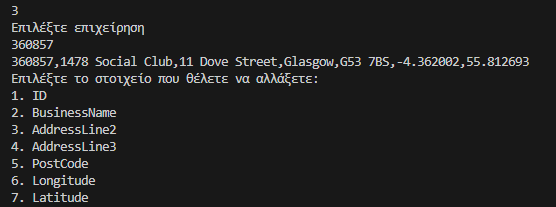 3
Επιλέξτε επιχείρηση
360857
360857,1478 Social Club,11 Dove Street,Glasgow,G53 7BS,-4.362002,55.812693
Επιλέξτε το στοιχείο που θέλετε να αλλάξετε:
1. ID
2. BusinessName
3. AddressLine2
4. AddressLine3
5. PostCode
6. Longitude
7. Latitude